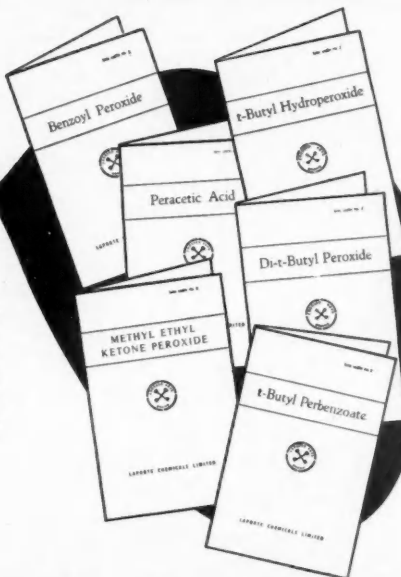 Benzoyl Peroxide
LAPORTE
t-Butyl Hydroperoxide
Peracetic Acid
Di-t-Butyl Peroxide
METHYL ETHYL
KETONE PEROXIDE
LAPORTE CHEMICALS LIMITED
t-Butyl Perbenzoate
LAPORTE CHEMICALS LIMITED